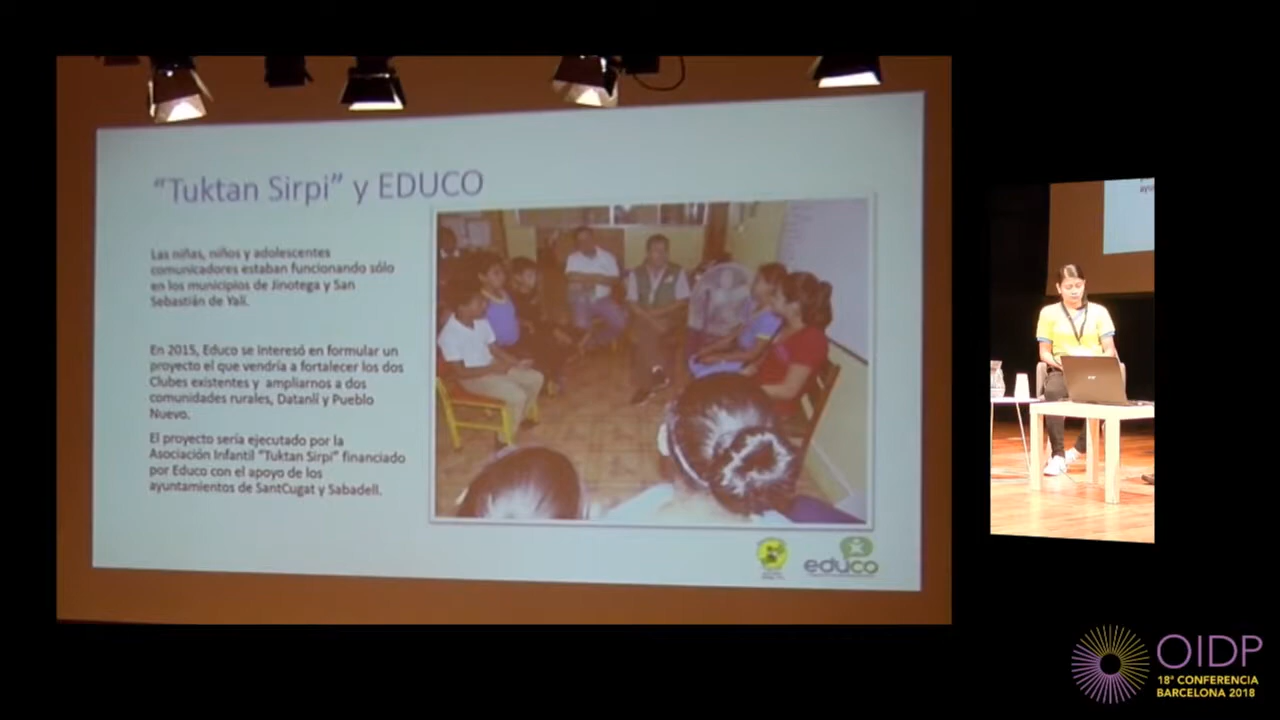 “Tuktan Sirpi” y EDUCO
Las niñas, niños y adolescentes
comunicadores estaban funcionando sólo
en los municipios de Jinotega y San
Sebastián de Yalí.
En 2015, Educo se interesó en formular un
proyecto el que vendría a fortalecer los dos
Clubes existentes y ampliarnos a dos
comunidades rurales, Datanlí y Pueblo
Nuevo.
El proyecto sería ejecutado por la
Asociación Infantil “Tuktan Sirpi” financiado
por Educo con el apoyo de los
ayuntamientos de SantCugat y Sabadell.
educo
OIDP
18ª CONFERENCIA
BARCELONA 2018